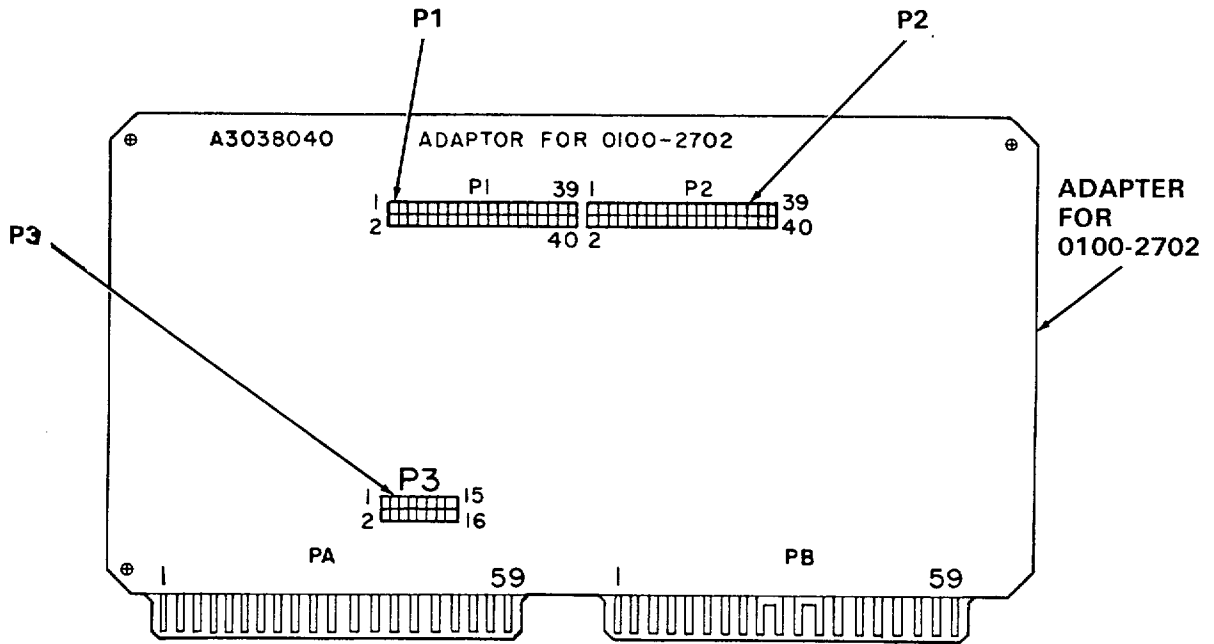 P1
P2
A3038040 ADAPTOR FOR 0100-2702
1 P1 39 1 P2 39
2 40 2 40
ADAPTER
FOR
0100-2702
P3
P3
1 15
2 16
PA PB
1 59 1 59